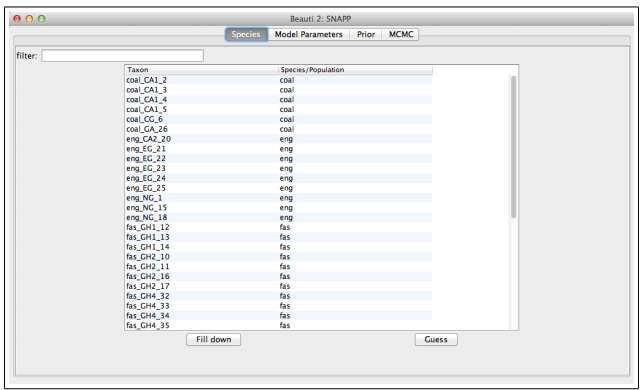 Beauti 2: SNAPP
Species Model Parameters Prior MCMC
filter:
Taxon Species/Population
coal_CA1_2 coal
coal_CA1_3 coal
coal_CA1_4 coal
coal_CA1_5 coal
coal_CG_6 coal
coal_GA_26 coal
eng_CA2_20 eng
eng_EG_21 eng
eng_EG_22 eng
eng_EG_23 eng
eng_EG_24 eng
eng_EG_25 eng
eng_NG_1 eng
eng_NG_15 eng
eng_NG_18 eng
fas_GH1_12 fas
fas_GH1_13 fas
fas_GH1_14 fas
fas_GH2_10 fas
fas_GH2_11 fas
fas_GH2_16 fas
fas_GH2_17 fas
fas_GH4_32 fas
fas_GH4_33 fas
fas_GH4_34 fas
fas_GH4_35 fas
Fill down Guess